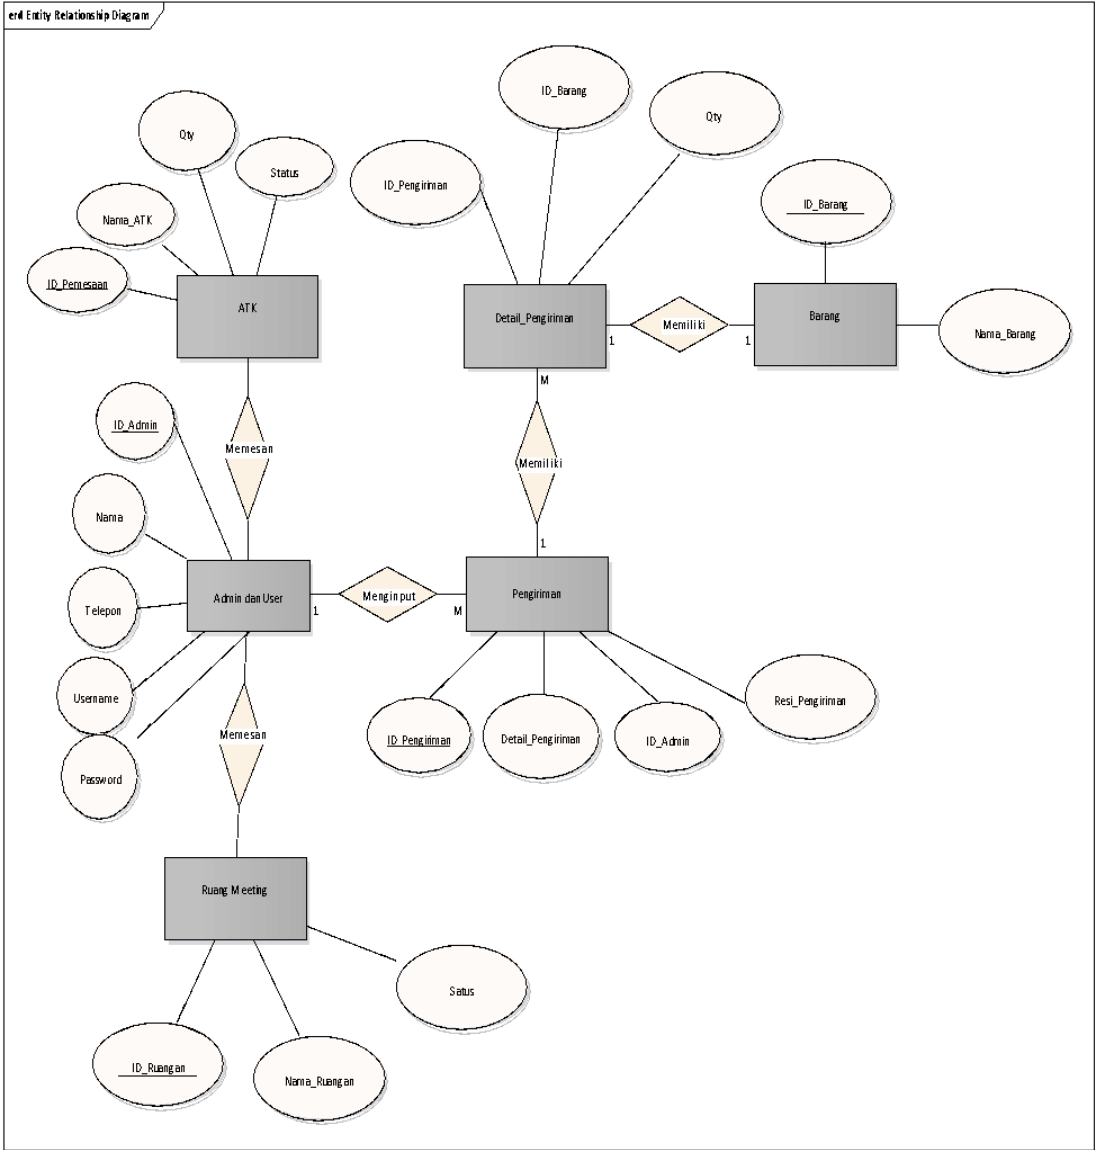 erd Entity Relationship Diagram
ID_Barang
Qty
Qty
Status
ID_Pengiriman
Nama_ATK
ID_Barang
ID_Pemesaan
ATK
Detail_Pengiriman
Memiliki
Barang
Nama_Barang
1
1
M
ID_Admin
Memesan
Memiliki
Nama
1
Admin dan User
Menginput
Pengiriman
Telepon
1
M
Username
Resi_Pengiriman
Memesan
ID_Pengiriman
Detail_Pengiriman
ID_Admin
Password
Ruang Meeting
Satus
ID_Ruangan
Nama_Ruangan